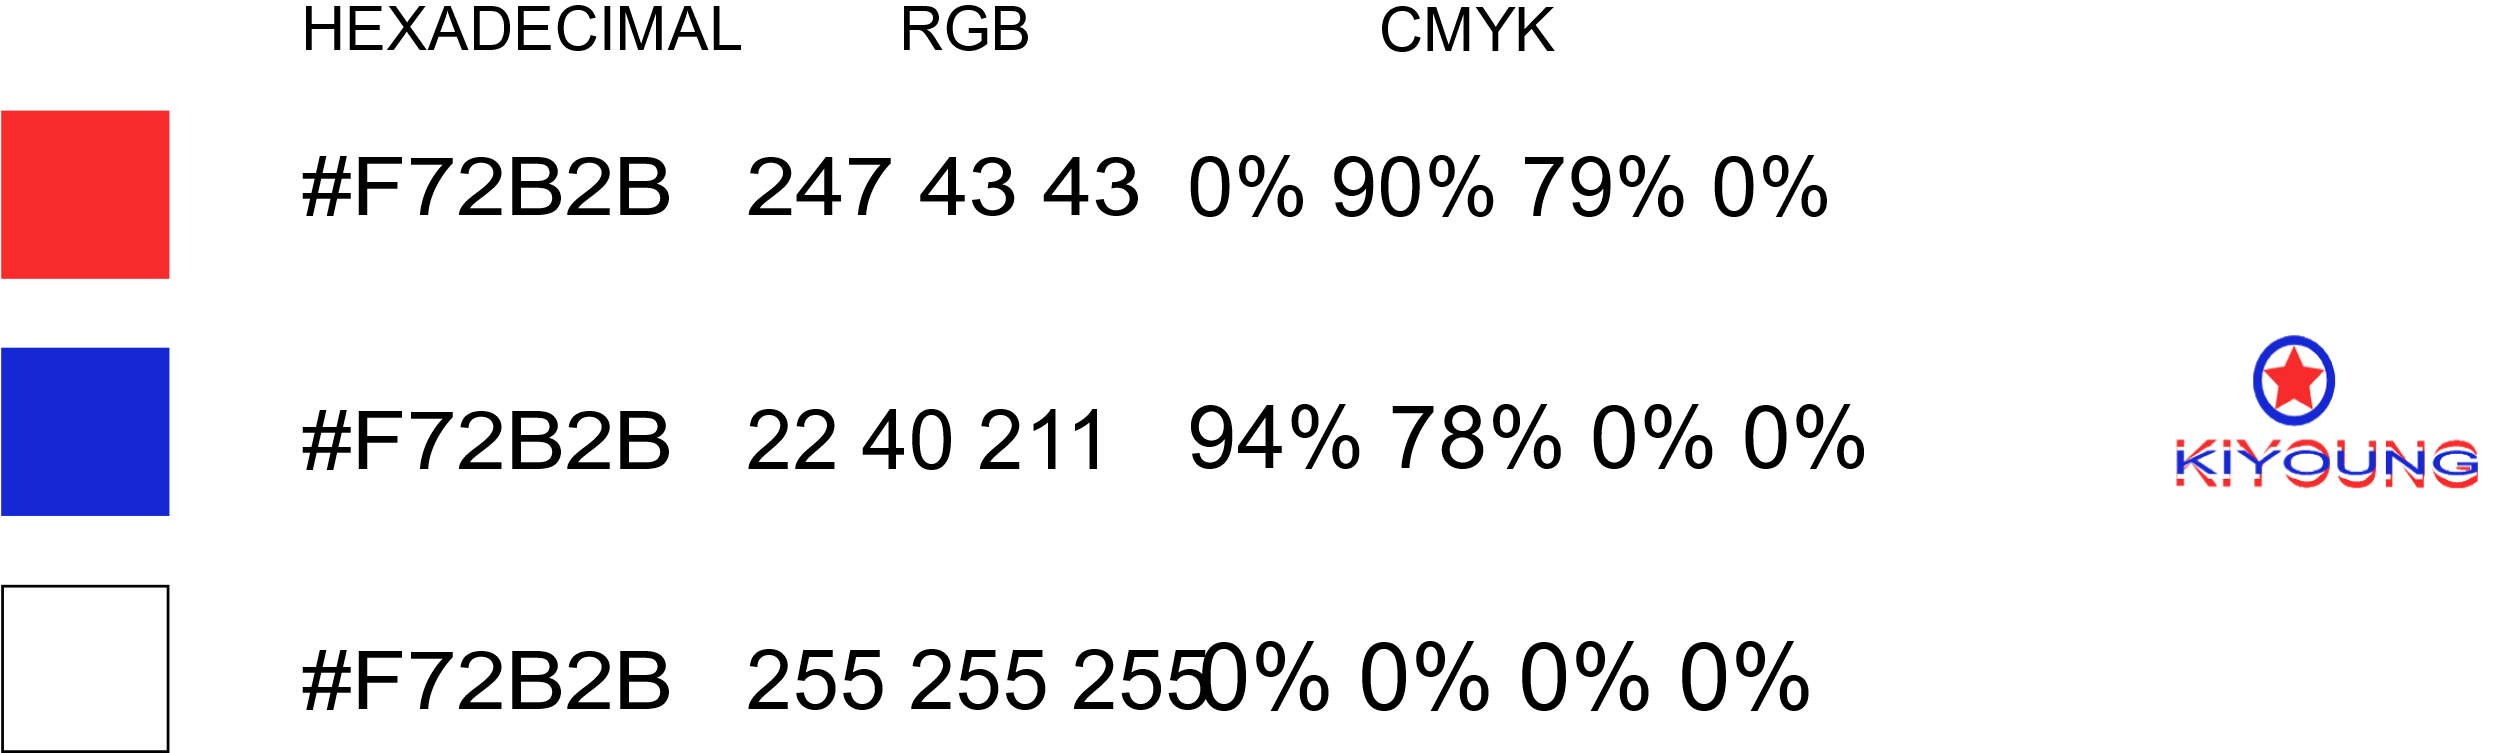 HEXADECIMAL RGB CMYK
#F72B2B 247 43 43 0% 90% 79% 0%
#F72B2B 22 40 211 94% 78% 0% 0%
KiYOUNG
#F72B2B 255 255 255 0% 0% 0% 0%